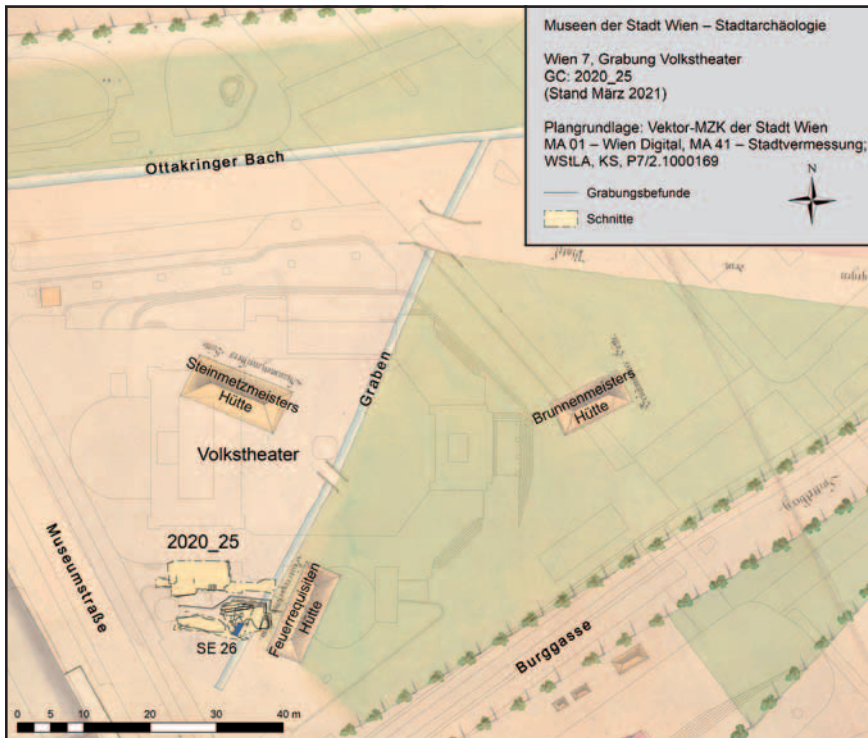 Museen der Stadt Wien – Stadtarchäologie
Wien 7, Grabung Volkstheater
GC: 2020_25
(Stand März 2021)
Plangrundlage: Vektor-MZK der Stadt Wien
MA 01 – Wien Digital, MA 41 – Stadtvermessung;
WStLA, KS, P7/2.1000169
N
Grabungsbefunde
Schnitte
Ottakringer Bach
Steinmetzmeisters
Hütte
Graben
Brunnenmeisters
Hütte
Volkstheater
2020_25
Museumstraße
Feuerrequisiten
Hütte
SE 26
Burggasse
0 10 20 30 40 m